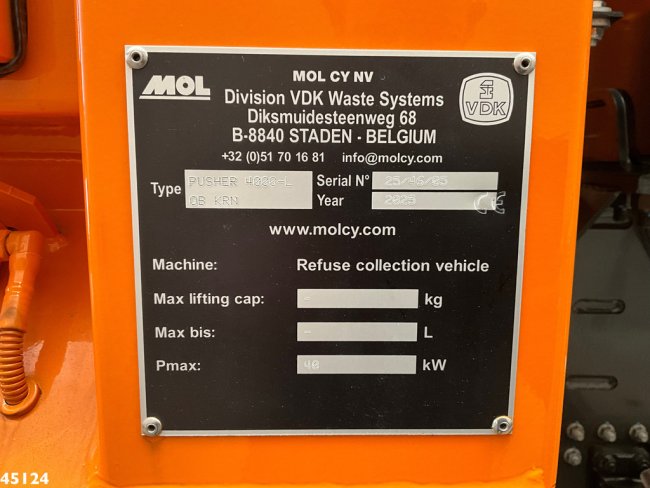 MOL
MOL CY NV
Division VDK Waste Systems
Diksmuidesteenweg 68
B-8840 STADEN - BELGIUM
+32 (0)51 70 16 81 info@molcy.com
VDK
Type PUSHER 4020-L Serial N° 25/46/05
OB KRN Year 2025 CE
www.molcy.com
Machine: Refuse collection vehicle
Max lifting cap: - kg
Max bis: - L
Pmax: 40 kW
45124